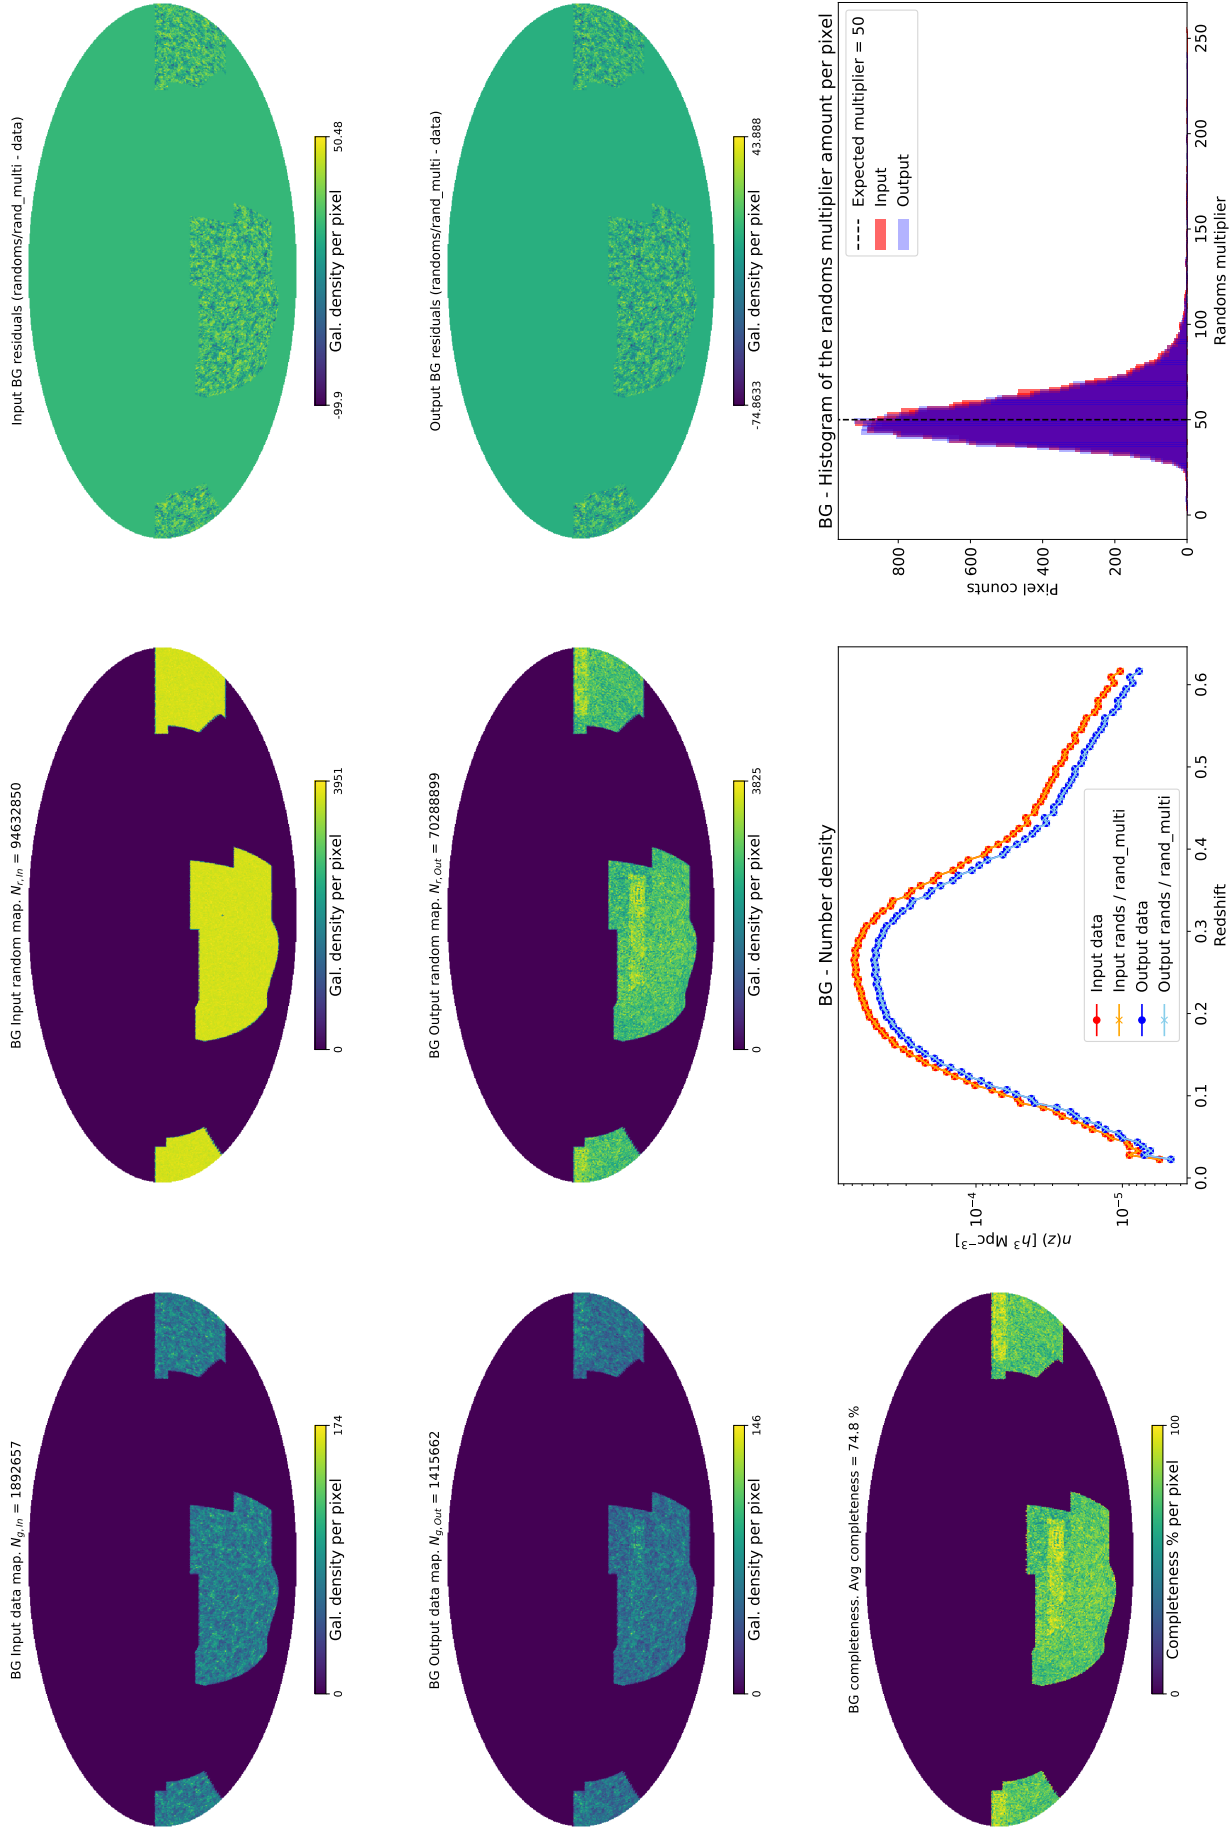 BG Input data map. N_{g,In} = 1892657
0
174
Gal. density per pixel
BG Input random map. N_{r,In} = 94632850
0
3951
Gal. density per pixel
Input BG residuals (randoms/rand_multi - data)
-99.9
50.48
Gal. density per pixel
BG Output data map. N_{g,Out} = 1415662
0
146
Gal. density per pixel
BG Output random map. N_{r,Out} = 70288899
0
3825
Gal. density per pixel
Output BG residuals (randoms/rand_multi - data)
-74.8633
43.888
Gal. density per pixel
BG completeness. Avg completeness = 74.8 %
0
100
Completeness % per pixel
BG - Number density
n(z) [h³ Mpc⁻³]
10⁻⁴
10⁻⁵
Input data
Input rands / rand_multi
Output data
Output rands / rand_multi
0.0 0.1 0.2 0.3 0.4 0.5 0.6
Redshift
BG - Histogram of the randoms multiplier amount per pixel
Pixel counts
800
600
400
200
0
Expected multiplier = 50
Input
Output
0 50 100 150 200 250
Randoms multiplier